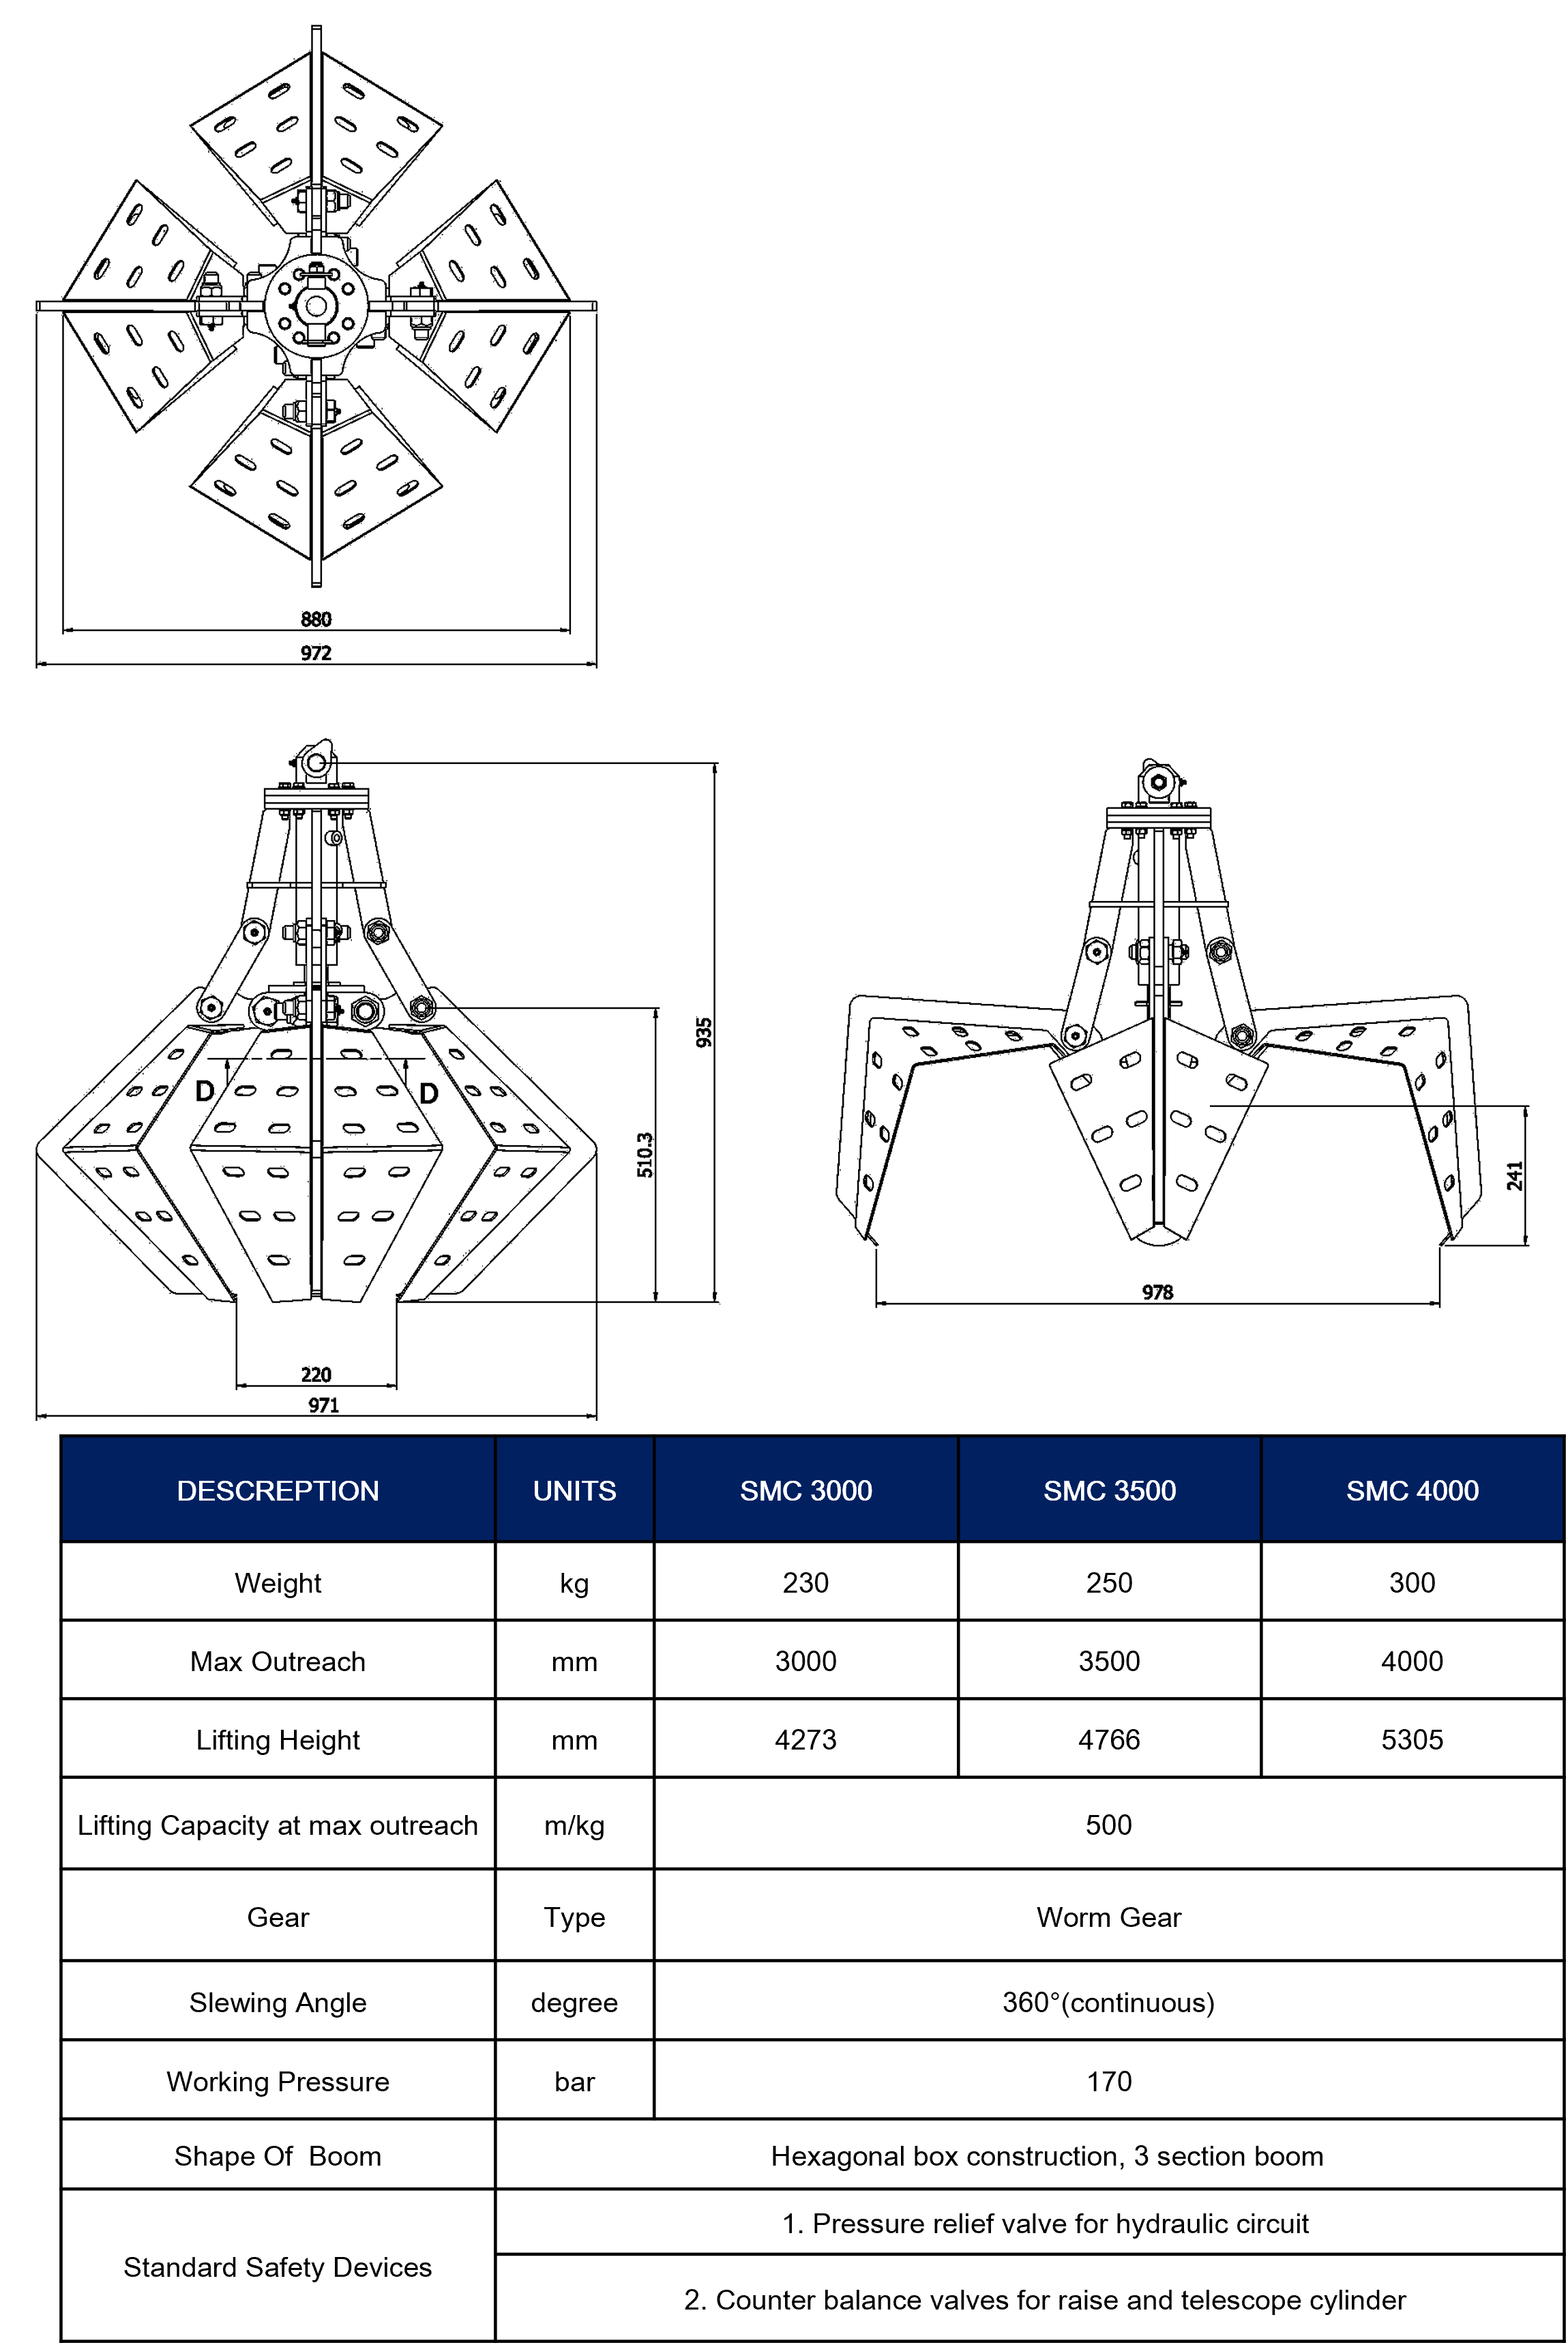 880
972
935
D D
510.3
241
978
220
971
DESCREPTION UNITS SMC 3000 SMC 3500 SMC 4000
Weight kg 230 250 300
Max Outreach mm 3000 3500 4000
Lifting Height mm 4273 4766 5305
Lifting Capacity at max outreach m/kg 500
Gear Type Worm Gear
Slewing Angle degree 360°(continuous)
Working Pressure bar 170
Shape Of  Boom Hexagonal box construction, 3 section boom
Standard Safety Devices
1. Pressure relief valve for hydraulic circuit
2. Counter balance valves for raise and telescope cylinder